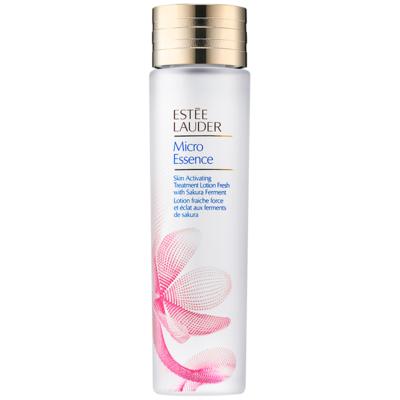 ESTĒE
LAUDER
Micro
Essence
Skin Activating
Treatment Lotion Fresh
with Sakura Ferment
Lotion fraîche force
et éclat aux ferments
de sakura